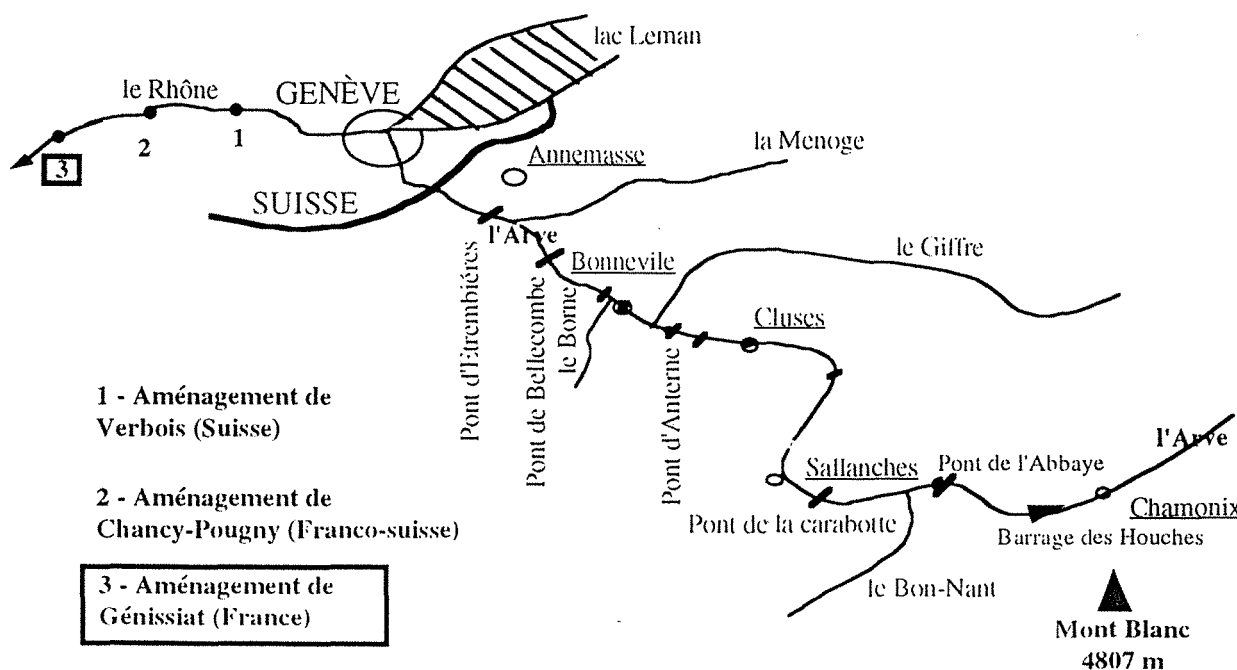 lac Leman
le Rhône
GENÈVE
1
2
3
Annemasse
la Menoge
SUISSE
l'Arve
Bonnevile
le Giffre
Pont d'Etrembiéres
Pont de Bellecombe
le Borne
Cluses
Pont d'Anterne
1 - Aménagement de
Verbois (Suisse)
2 - Aménagement de
Chancy-Pougny (Franco-suisse)
3 - Aménagement de
Génissiat (France)
l'Arve
Sallanches
Pont de l'Abbaye
Pont de la carabotte
Chamonix
Barrage des Houches
le Bon-Nant
Mont Blanc
4807 m